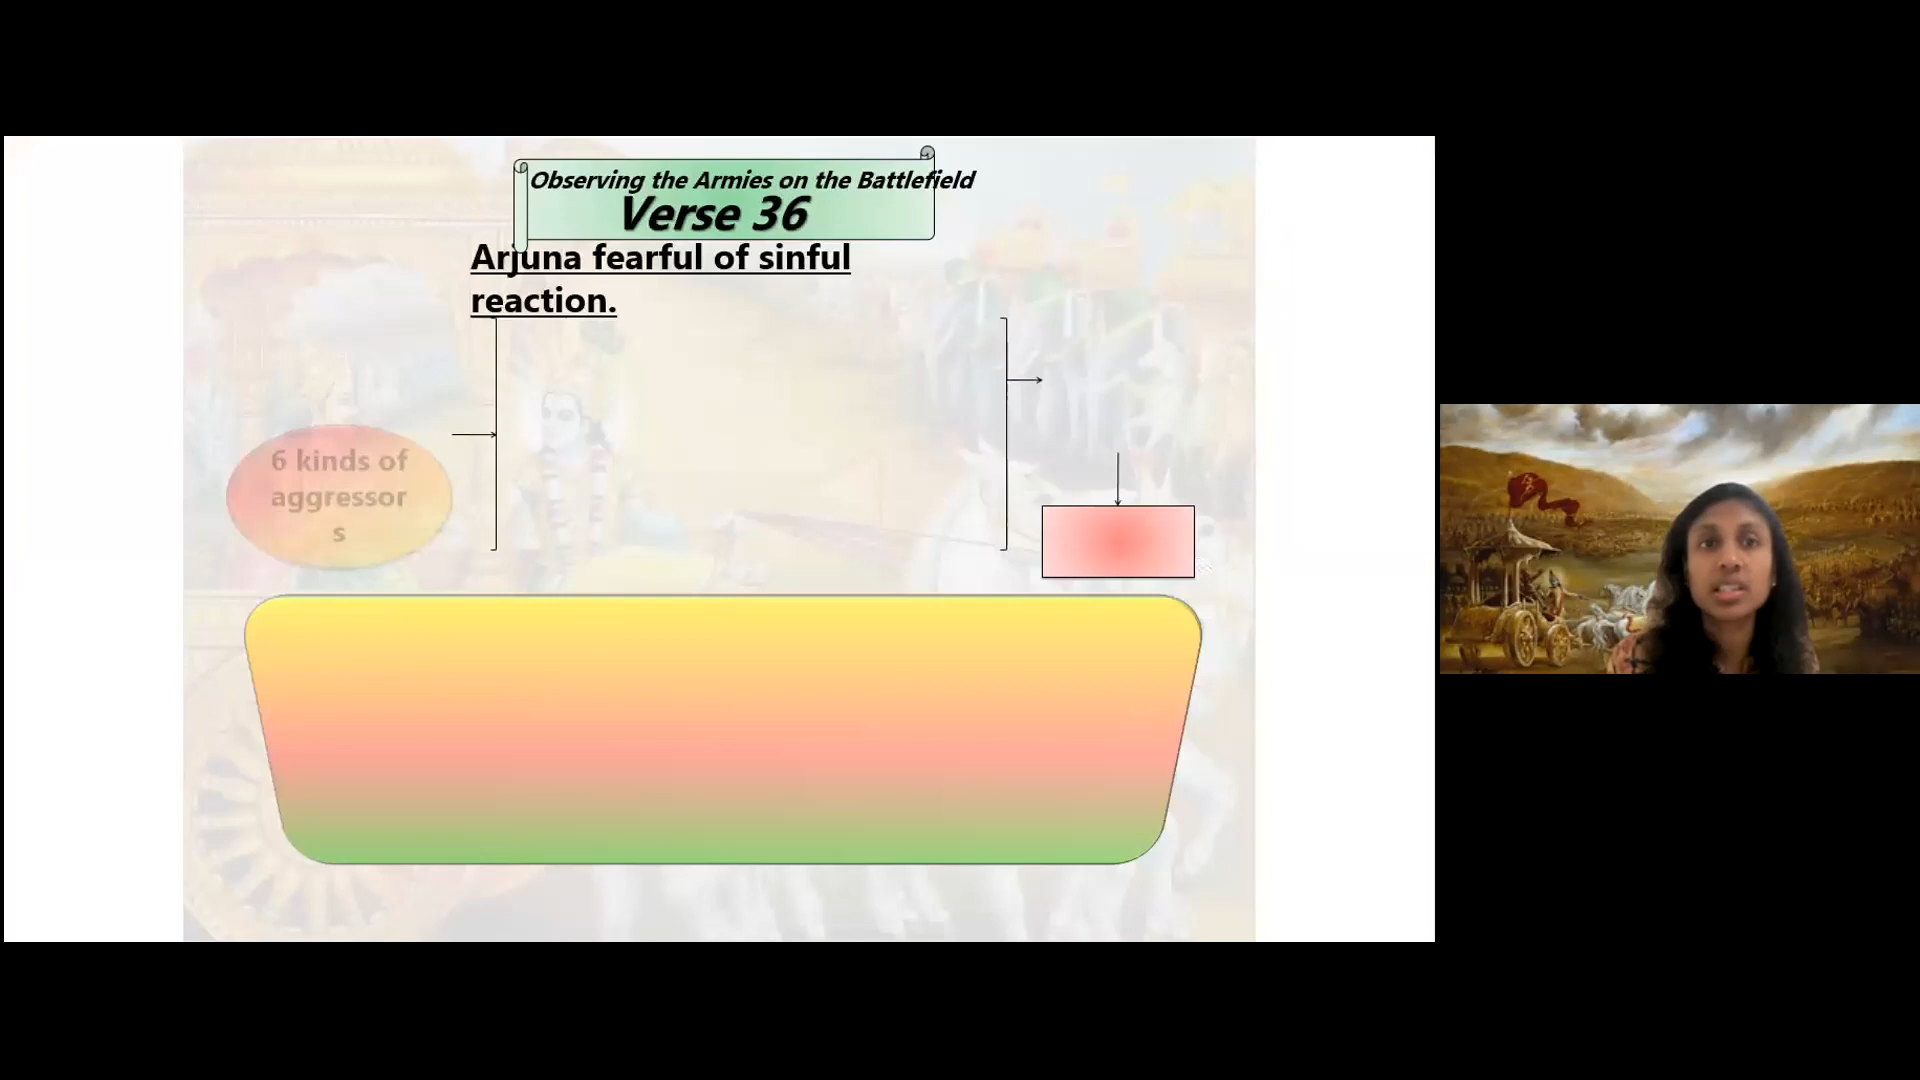 Observing the Armies on the Battlefield
Verse 36
Arjuna fearful of sinful
reaction.
6 kinds of
aggressor
s